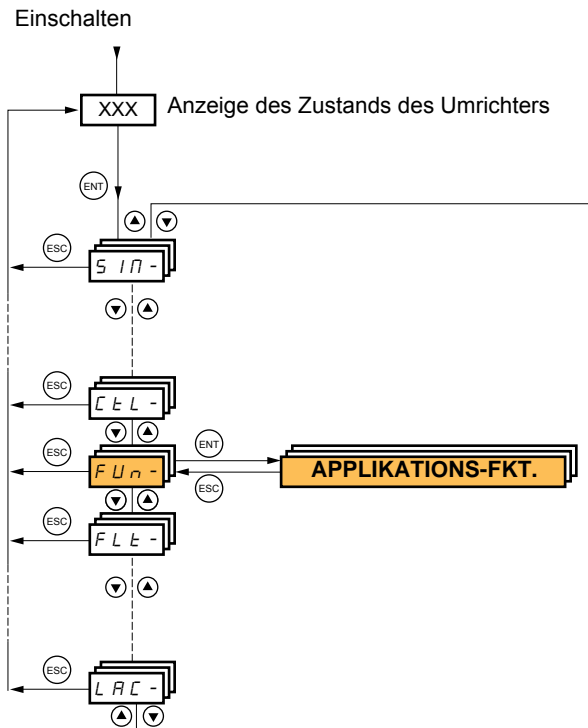 Einschalten
XXX Anzeige des Zustands des Umrichters
ENT
ESC
SIM-
ESC
CtL-
ESC
ENT
FUn-
APPLIKATIONS-FKT.
ESC
ESC
FLt-
ESC
LAC-